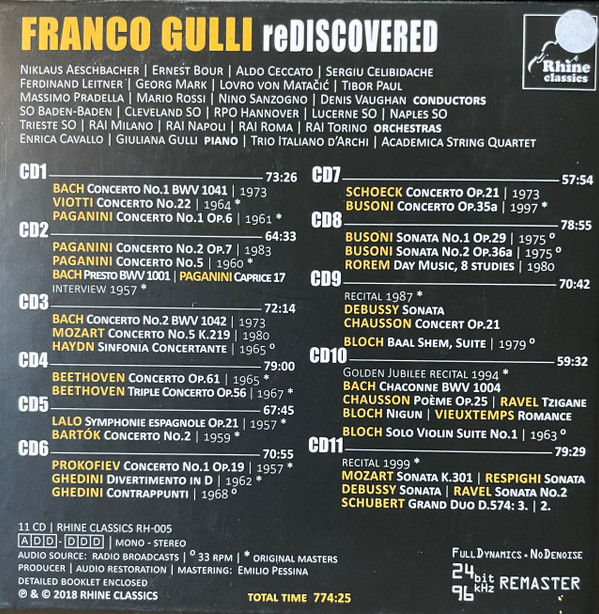 FRANCO GULLI reDISCOVERED
Rhine
classics
NIKLAUS AESCHBACHER | ERNEST BOUR | ALDO CECCATO | SERGIU CELIBIDACHE
FERDINAND LEITNER | GEORG MARK | LOVRO VON MATAČIĆ | TIBOR PAUL
MASSIMO PRADELLA | MARIO ROSSI | NINO SANZOGNO | DENIS VAUGHAN CONDUCTORS
SO BADEN-BADEN | CLEVELAND SO | RPO HANNOVER | LUCERNE SO | NAPLES SO
TRIESTE SO | RAI MILANO | RAI NAPOLI | RAI ROMA | RAI TORINO ORCHESTRAS
ENRICA CAVALLO | GIULIANA GULLI PIANO | TRIO ITALIANO D'ARCHI | ACADEMICA STRING QUARTET
CD1 73:26
BACH CONCERTO NO.1 BWV 1041 | 1973
VIOTTI CONCERTO NO.22 | 1964 *
PAGANINI CONCERTO NO.1 OP.6 | 1961 *
CD2 64:33
PAGANINI CONCERTO NO.2 OP.7 | 1983
PAGANINI CONCERTO NO.5 | 1960 *
BACH PRESTO BWV 1001 | PAGANINI CAPRICE 17
INTERVIEW 1957 *
CD3 72:14
BACH CONCERTO NO.2 BWV 1042 | 1973
MOZART CONCERTO NO.5 K.219 | 1980
HAYDN SINFONIA CONCERTANTE | 1965 º
CD4 79:00
BEETHOVEN CONCERTO OP.61 | 1965 *
BEETHOVEN TRIPLE CONCERTO OP.56 | 1967 *
CD5 67:45
LALO SYMPHONIE ESPAGNOLE OP.21 | 1957 *
BARTÓK CONCERTO NO.2 | 1959 *
CD6 70:55
PROKOFIEV CONCERTO NO.1 OP.19 | 1957 *
GHEDINI DIVERTIMENTO IN D | 1962 *
GHEDINI CONTRAPPUNTI | 1968 º
CD7 57:54
SCHOECK CONCERTO OP.21 | 1973
BUSONI CONCERTO OP.35a | 1997 *
CD8 78:55
BUSONI SONATA NO.1 OP.29 | 1975 º
BUSONI SONATA NO.2 OP.36a | 1975 º
ROREM DAY MUSIC, 8 STUDIES | 1980
CD9 70:42
RECITAL 1987 *
DEBUSSY SONATA
CHAUSSON CONCERT OP.21
BLOCH BAAL SHEM, SUITE | 1979 º
CD10 59:32
GOLDEN JUBILEE RECITAL 1994 *
BACH CHACONNE BWV 1004
CHAUSSON POÈME OP.25 | RAVEL TZIGANE
BLOCH NIGUN | VIEUXTEMPS ROMANCE
BLOCH SOLO VIOLIN SUITE NO.1 | 1963 º
CD11 79:29
RECITAL 1999 *
MOZART SONATA K.301 | RESPIGHI SONATA
DEBUSSY SONATA | RAVEL SONATA NO.2
SCHUBERT GRAND DUO D.574: 3. | 2.
11 CD | RHINE CLASSICS RH-005
ADD - DDD | MONO - STEREO
AUDIO SOURCE: RADIO BROADCASTS | º 33 RPM | * ORIGINAL MASTERS
PRODUCER | AUDIO RESTORATION | MASTERING: EMILIO PESSINA
DETAILED BOOKLET ENCLOSED
℗ & © 2018 RHINE CLASSICS
TOTAL TIME 774:25
FULLDYNAMICS • NODENOISE
24 bit
96 kHz REMASTER